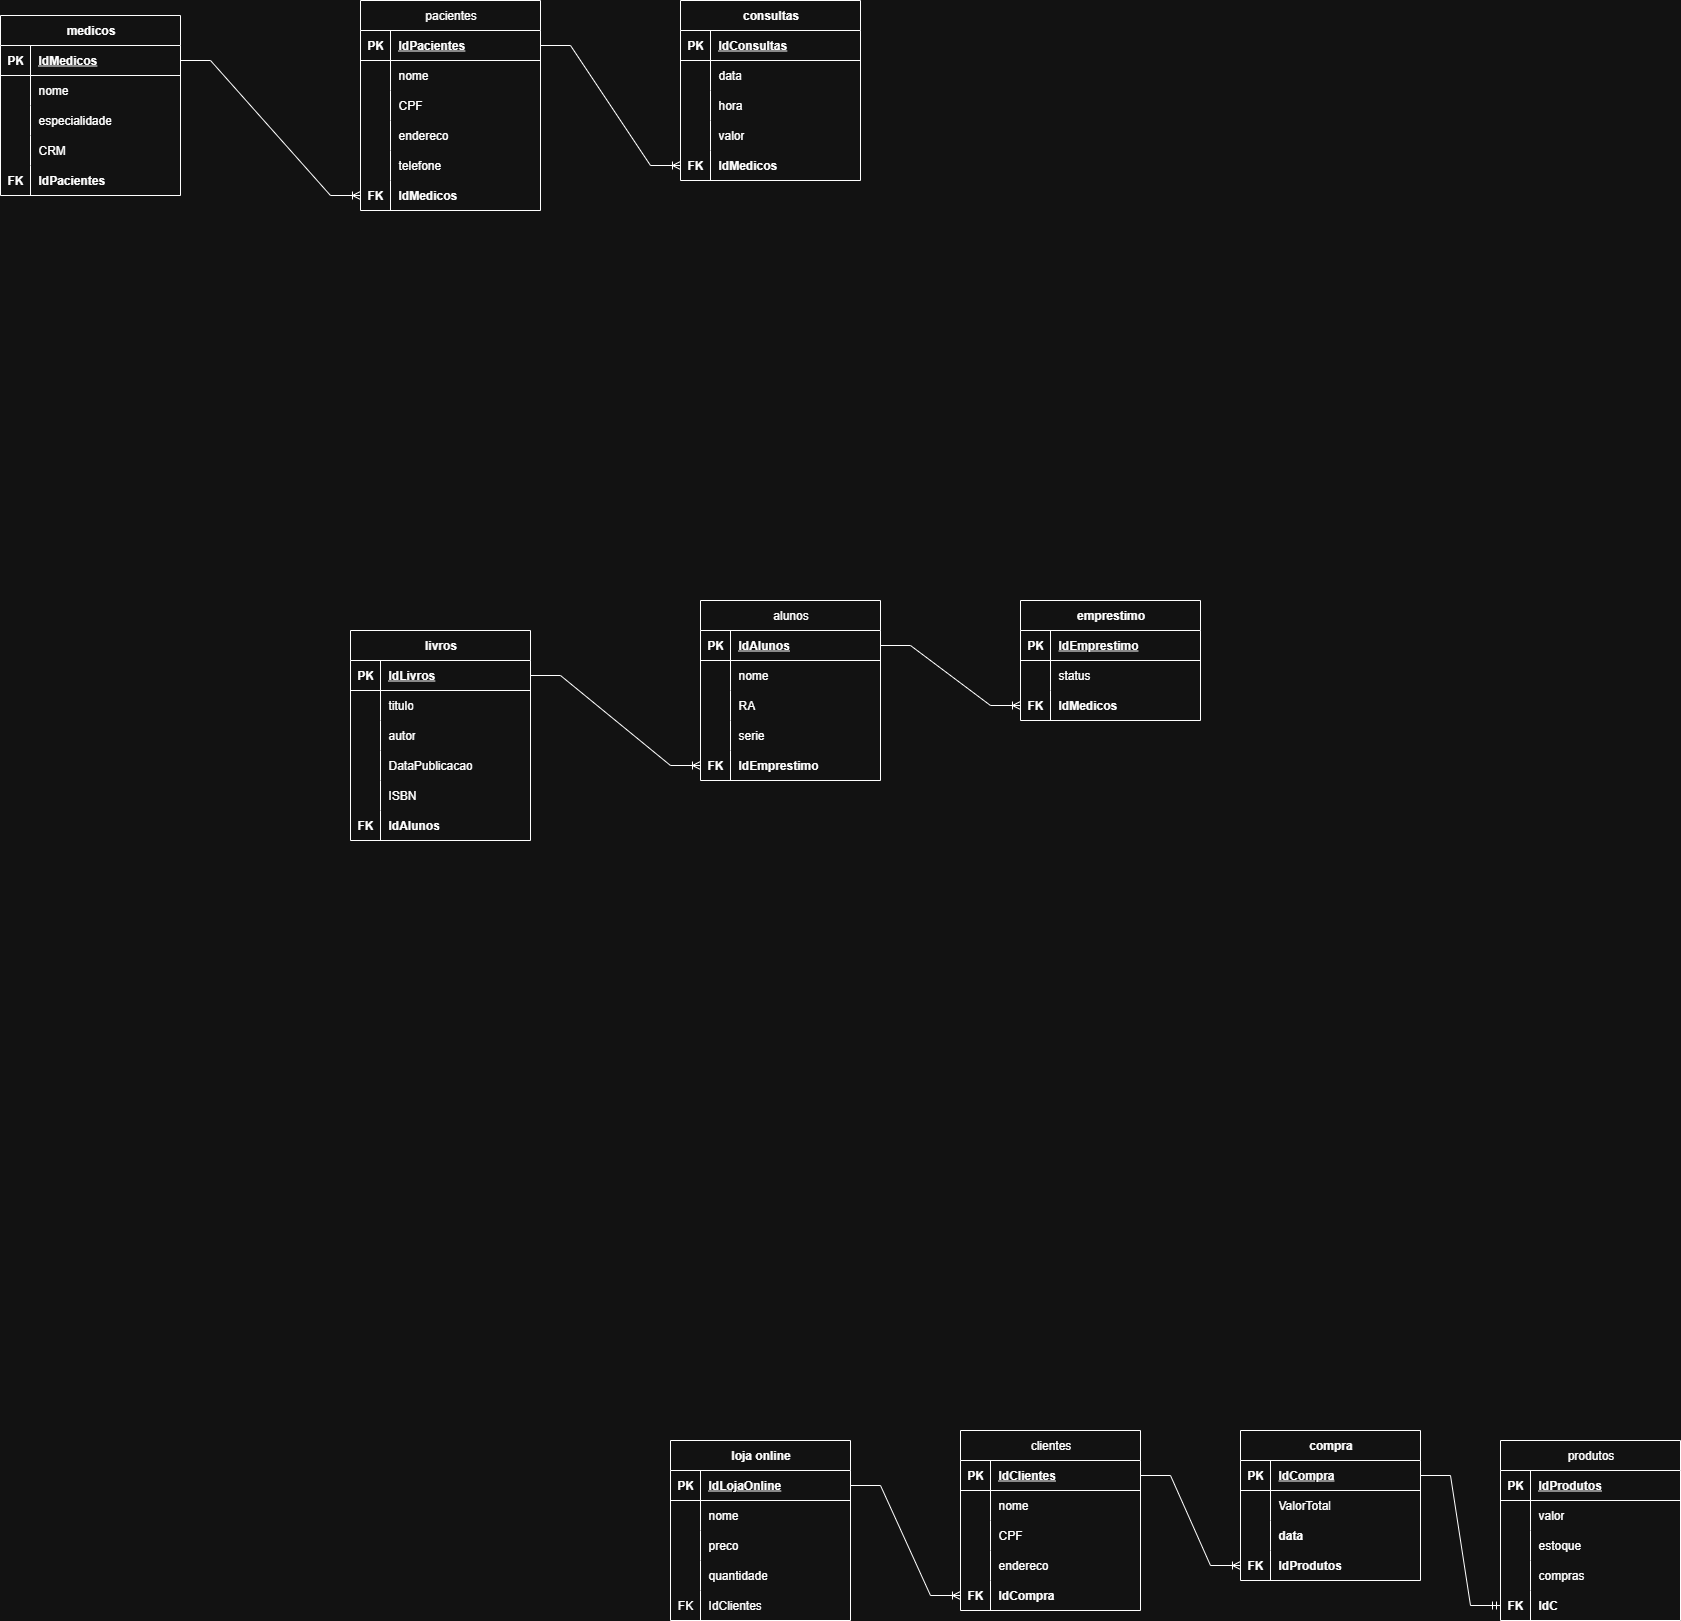 medicos
PK IdMedicos
nome
especialidade
CRM
FK IdPacientes
pacientes
PK IdPacientes
nome
CPF
endereco
telefone
FK IdMedicos
consultas
PK IdConsultas
data
hora
valor
FK IdMedicos
livros
PK IdLivros
titulo
autor
DataPublicacao
ISBN
FK IdAlunos
alunos
PK IdAlunos
nome
RA
serie
FK IdEmprestimo
emprestimo
PK IdEmprestimo
status
FK IdMedicos
loja online
PK IdLojaOnline
nome
preco
quantidade
FK IdClientes
clientes
PK IdClientes
nome
CPF
endereco
FK IdCompra
compra
PK IdCompra
ValorTotal
data
FK IdProdutos
produtos
PK IdProdutos
valor
estoque
compras
FK IdC